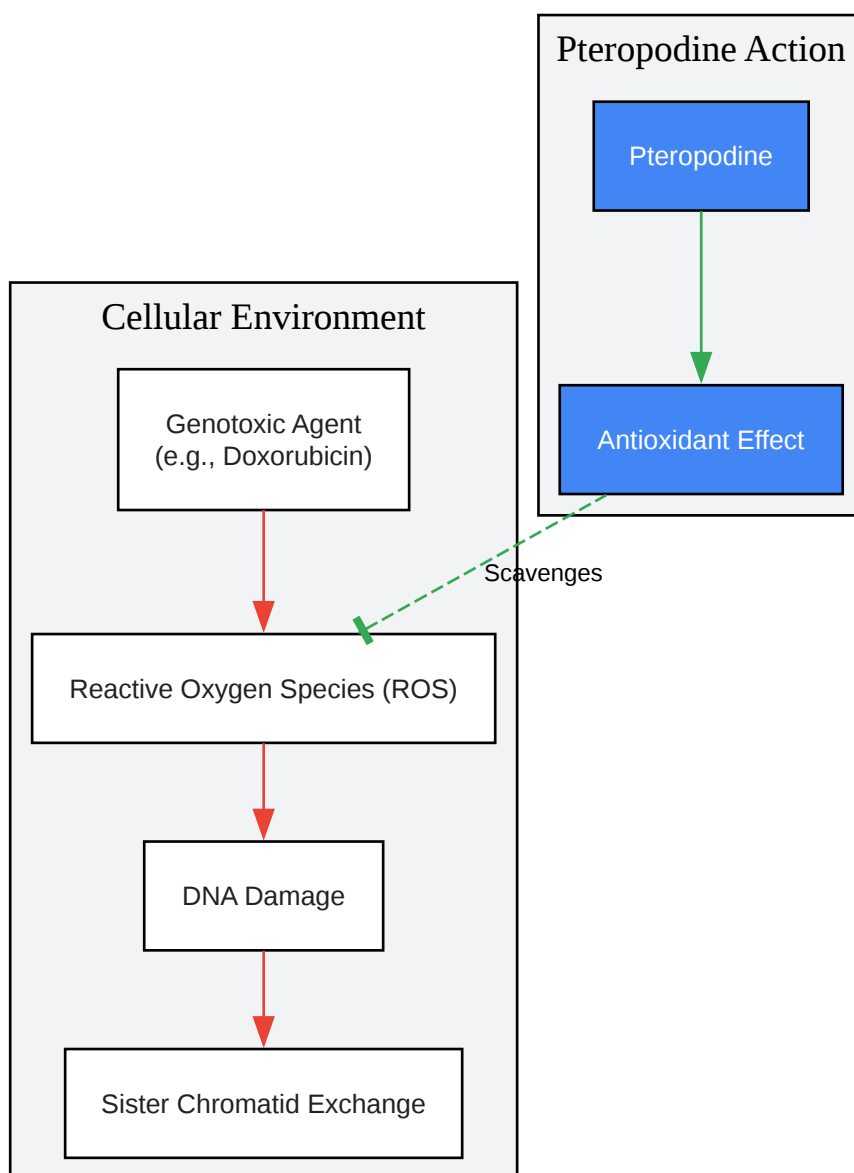 Pteropodine Action
Pteropodine
Antioxidant Effect
Scavenges
Cellular Environment
Genotoxic Agent
(e.g., Doxorubicin)
Reactive Oxygen Species (ROS)
DNA Damage
Sister Chromatid Exchange